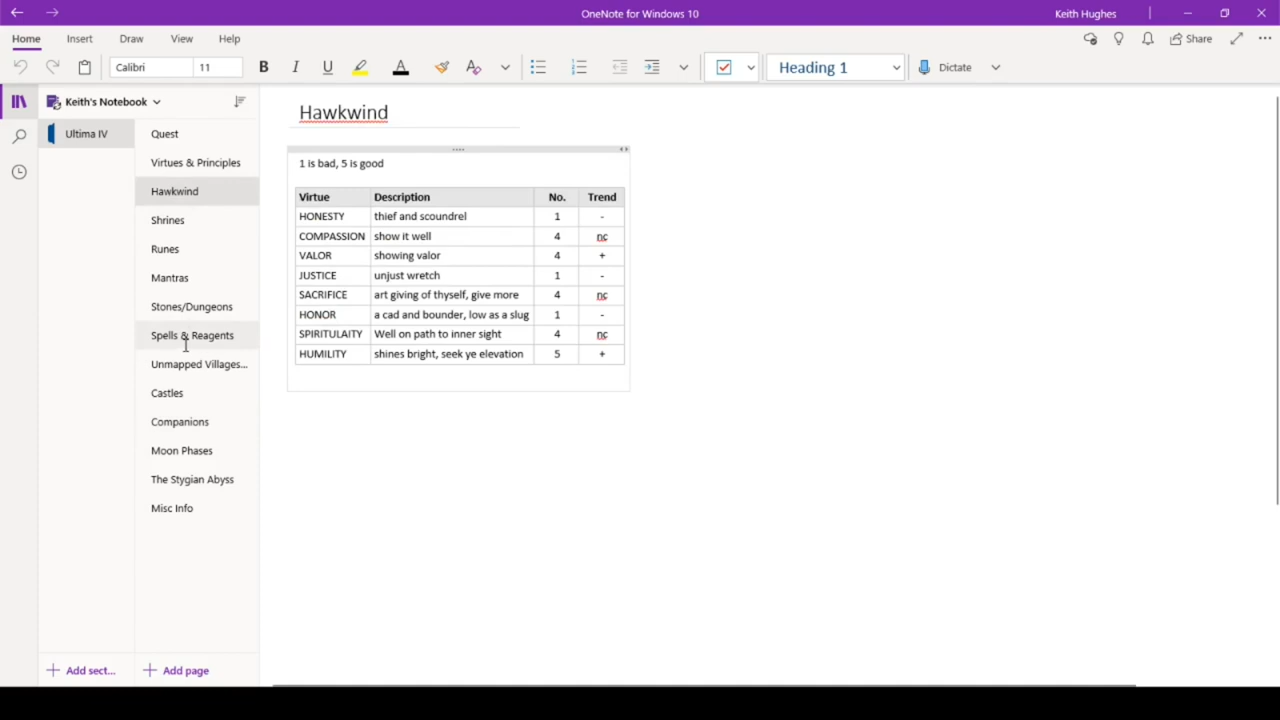 OneNote for Windows 10
Keith Hughes
Home Insert Draw View Help
Share
Calibri 11 B I U A A Heading 1 Dictate
Keith's Notebook
Ultima IV
Quest
Virtues & Principles
Hawkwind
Shrines
Runes
Mantras
Stones/Dungeons
Spells & Reagents
Unmapped Villages...
Castles
Companions
Moon Phases
The Stygian Abyss
Misc Info
Add sect...
Add page
Hawkwind
1 is bad, 5 is good
Virtue Description No. Trend
HONESTY thief and scoundrel 1 -
COMPASSION show it well 4 nc
VALOR showing valor 4 +
JUSTICE unjust wretch 1 -
SACRIFICE art giving of thyself, give more 4 nc
HONOR a cad and bounder, low as a slug 1 -
SPIRITULAITY Well on path to inner sight 4 nc
HUMILITY shines bright, seek ye elevation 5 +